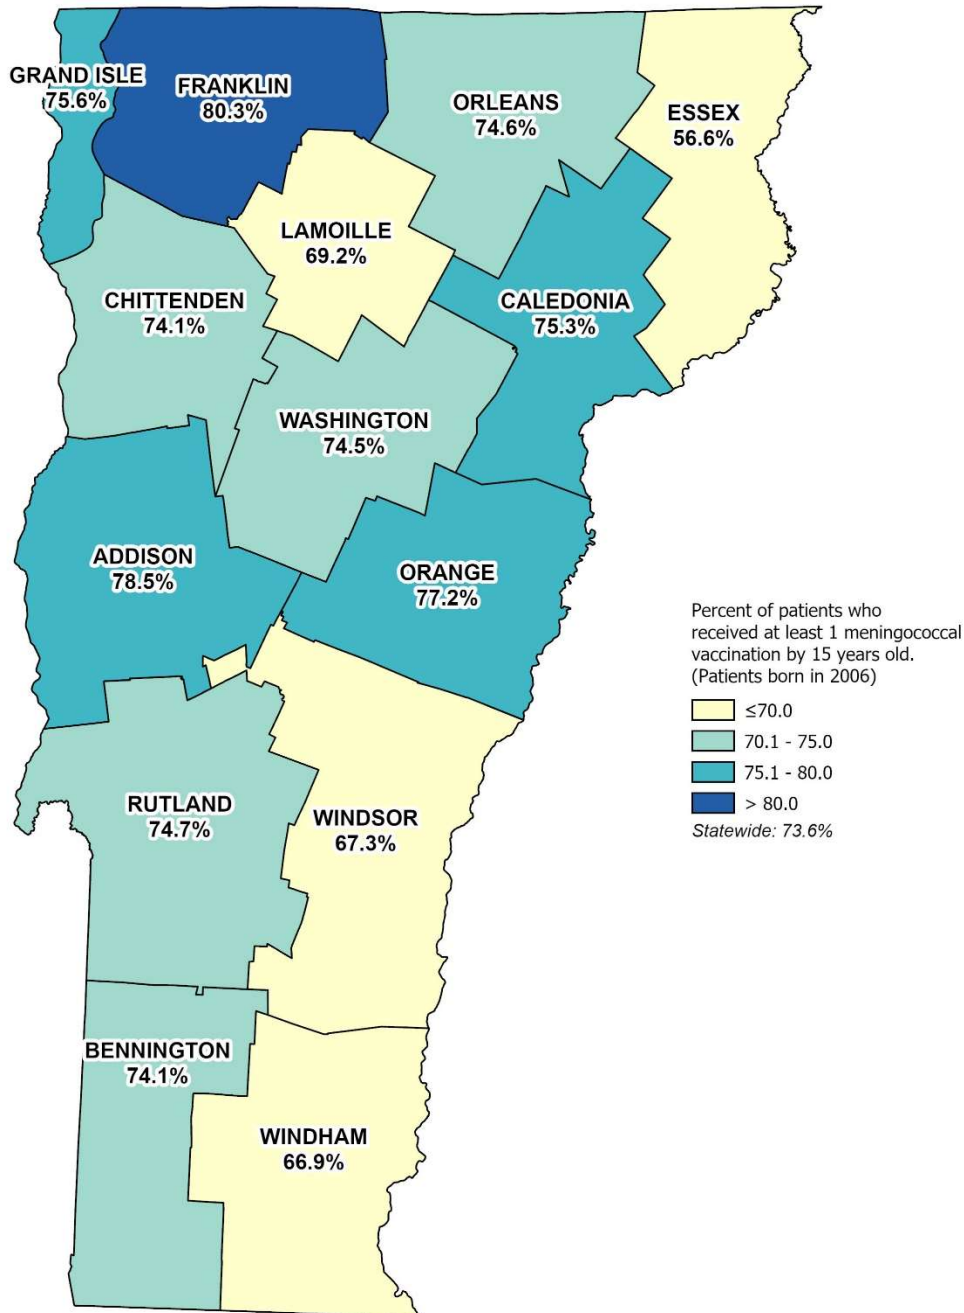 GRAND ISLE
75.6%
FRANKLIN
80.3%
ORLEANS
74.6%
ESSEX
56.6%
LAMOILLE
69.2%
CHITTENDEN
74.1%
CALEDONIA
75.3%
WASHINGTON
74.5%
ADDISON
78.5%
ORANGE
77.2%
Percent of patients who
received at least 1 meningococcal
vaccination by 15 years old.
(Patients born in 2006)
≤70.0
70.1 - 75.0
75.1 - 80.0
> 80.0
Statewide: 73.6%
RUTLAND
74.7%
WINDSOR
67.3%
BENNINGTON
74.1%
WINDHAM
66.9%